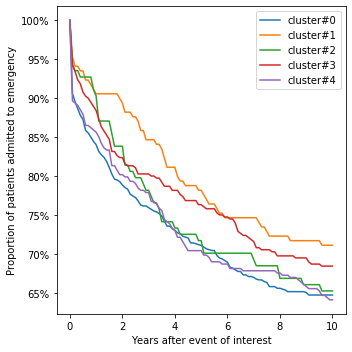 100%
95%
90%
85%
80%
75%
70%
65%
Proportion of patients admitted to emergency
cluster#0
cluster#1
cluster#2
cluster#3
cluster#4
0 2 4 6 8 10
Years after event of interest